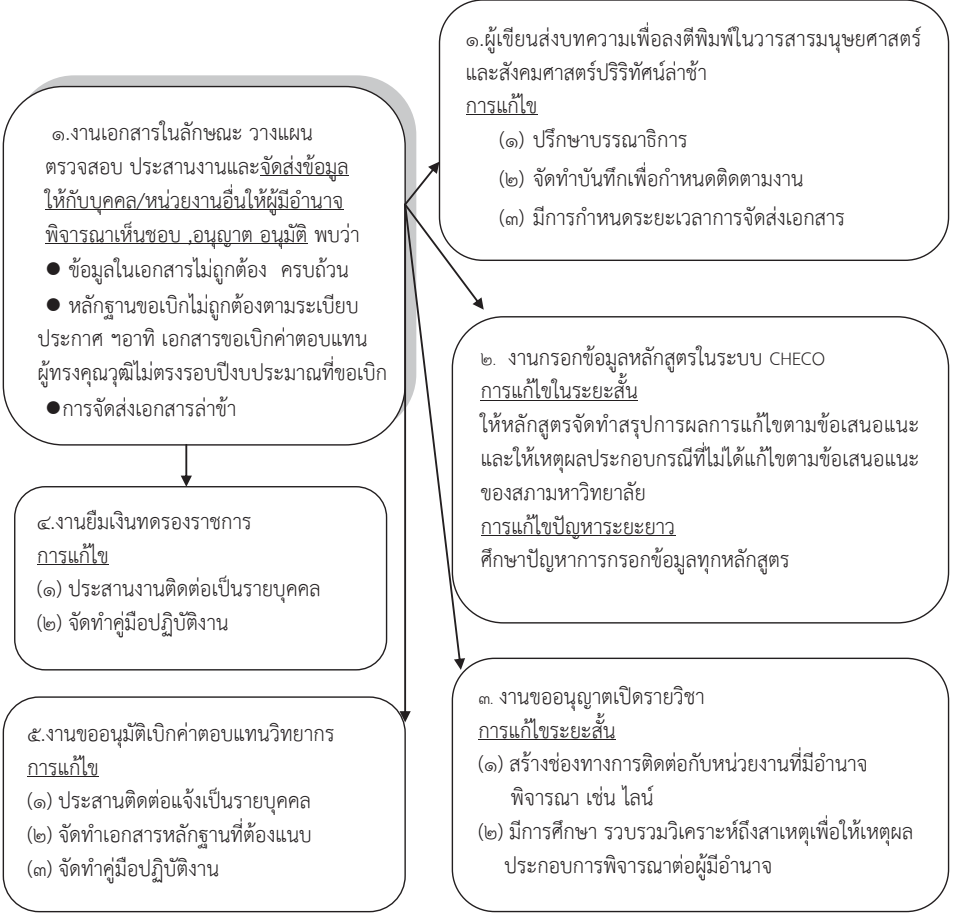 ๑.งานเอกสารในลักษณะ วางแผน
ตรวจสอบ ประสานงานและจัดส่งข้อมูล
ให้กับบุคคล/หน่วยงานอื่นให้ผู้มีอำนาจ
พิจารณาเห็นชอบ ,อนุญาต อนุมัติ พบว่า
● ข้อมูลในเอกสารไม่ถูกต้อง ครบถ้วน
● หลักฐานขอเบิกไม่ถูกต้องตามระเบียบ
ประกาศ ฯอาทิ เอกสารขอเบิกค่าตอบแทน
ผู้ทรงคุณวุฒิไม่ตรงรอบปีงบประมาณที่ขอเบิก
●การจัดส่งเอกสารล่าข้า
๑.ผู้เขียนส่งบทความเพื่อลงตีพิมพ์ในวารสารมนุษยศาสตร์
และสังคมศาสตร์ปริริทัศน์ล่าช้า
การแก้ไข
(๑) ปรึกษาบรรณาธิการ
(๒) จัดทำบันทึกเพื่อกำหนดติดตามงาน
(๓) มีการกำหนดระยะเวลาการจัดส่งเอกสาร
๒. งานกรอกข้อมูลหลักสูตรในระบบ CHECO
การแก้ไขในระยะสั้น
ให้หลักสูตรจัดทำสรุปการผลการแก้ไขตามข้อเสนอแนะ
และให้เหตุผลประกอบกรณีที่ไม่ได้แก้ไขตามข้อเสนอแนะ
ของสภามหาวิทยาลัย
การแก้ไขปัญหาระยะยาว
ศึกษาปัญหาการกรอกข้อมูลทุกหลักสูตร
๓. งานขออนุญาตเปิดรายวิชา
การแก้ไขระยะสั้น
(๑) สร้างช่องทางการติดต่อกับหน่วยงานที่มีอำนาจ
พิจารณา เช่น ไลน์
(๒) มีการศึกษา รวบรวมวิเคราะห์ถึงสาเหตุเพื่อให้เหตุผล
ประกอบการพิจารณาต่อผู้มีอำนาจ
๔.งานยืมเงินทดรองราชการ
การแก้ไข
(๑) ประสานงานติดต่อเป็นรายบุคคล
(๒) จัดทำคู่มือปฏิบัติงาน
๕.งานขออนุมัติเบิกค่าตอบแทนวิทยากร
การแก้ไข
(๑) ประสานติดต่อแจ้งเป็นรายบุคคล
(๒) จัดทำเอกสารหลักฐานที่ต้องแนบ
(๓) จัดทำคู่มือปฏิบัติงาน